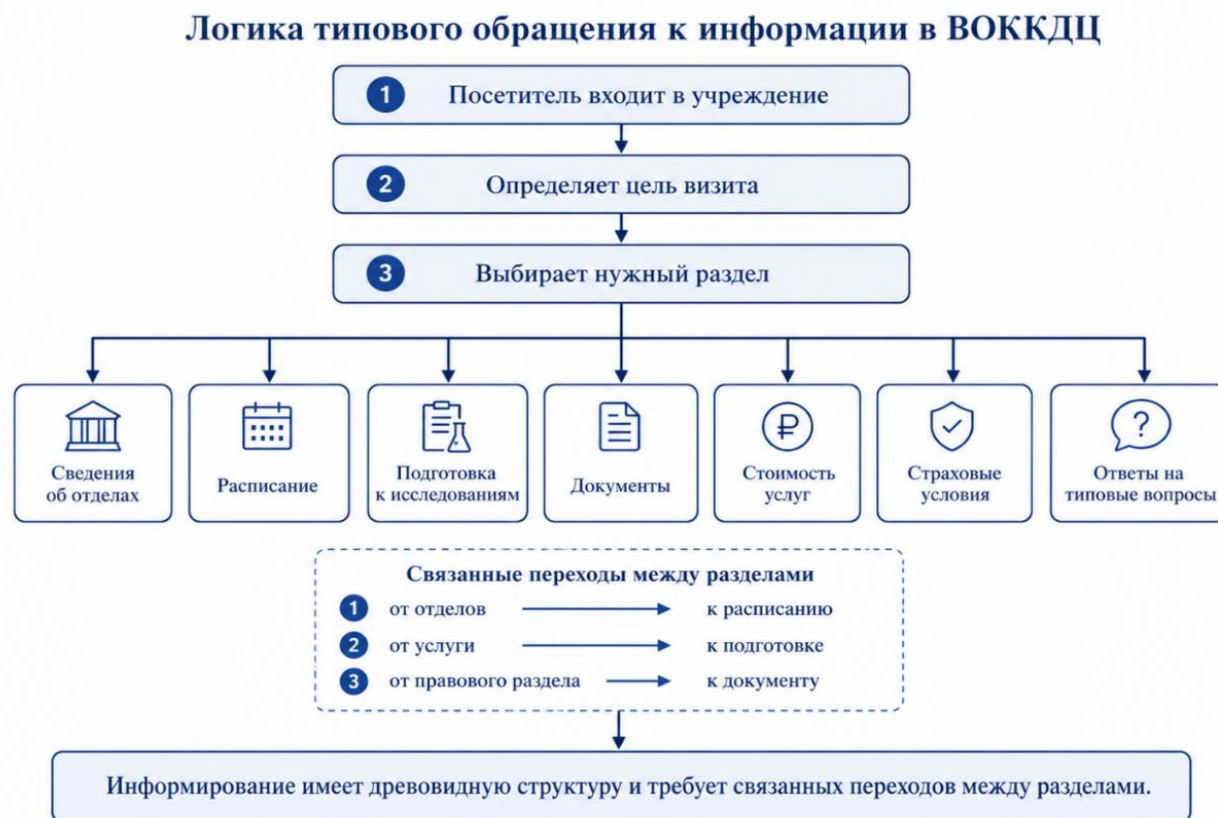 Логика типового обращения к информации в ВОККДЦ
1 Посетитель входит в учреждение
2 Определяет цель визита
3 Выбирает нужный раздел
Сведения
об отделах
Расписание
Подготовка
к исследованиям
Документы
Стоимость
услуг
Страховые
условия
Ответы на
типовые вопросы
Связанные переходы между разделами
1 от отделов к расписанию
2 от услуги к подготовке
3 от правового раздела к документу
Информирование имеет древовидную структуру и требует связанных переходов между разделами.